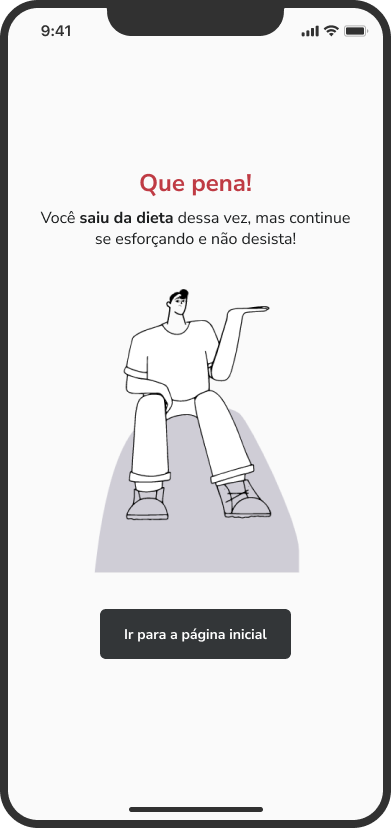 9:41
Que pena!
Você saiu da dieta dessa vez, mas continue
se esforçando e não desista!
Ir para a página inicial